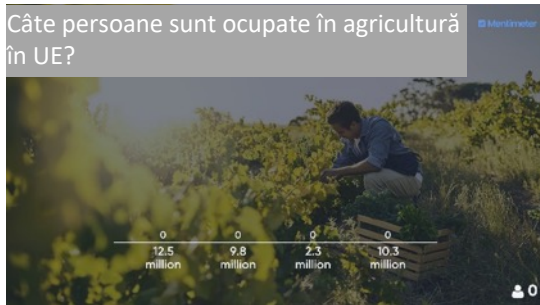 Câte persoane sunt ocupate în agricultură
în UE?
Mentimeter
0 0 0 0
12.5 9.8 2.3 10.3
million million million million
0